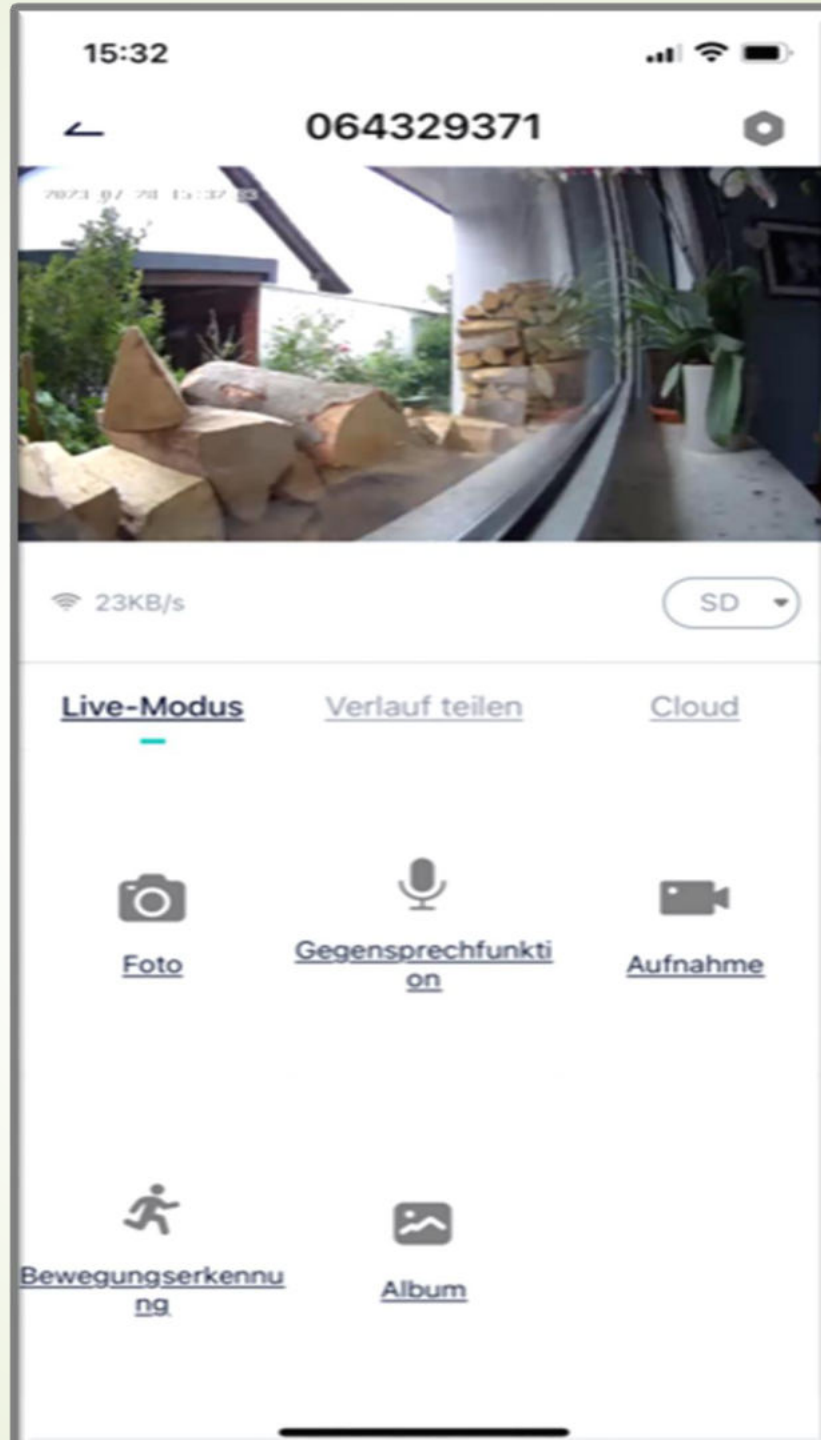 15:32
064329371
23KB/s
SD
Live-Modus
Verlauf teilen
Cloud
Foto
Gegensprechfunkti
on
Aufnahme
Bewegungserkennu
ng
Album